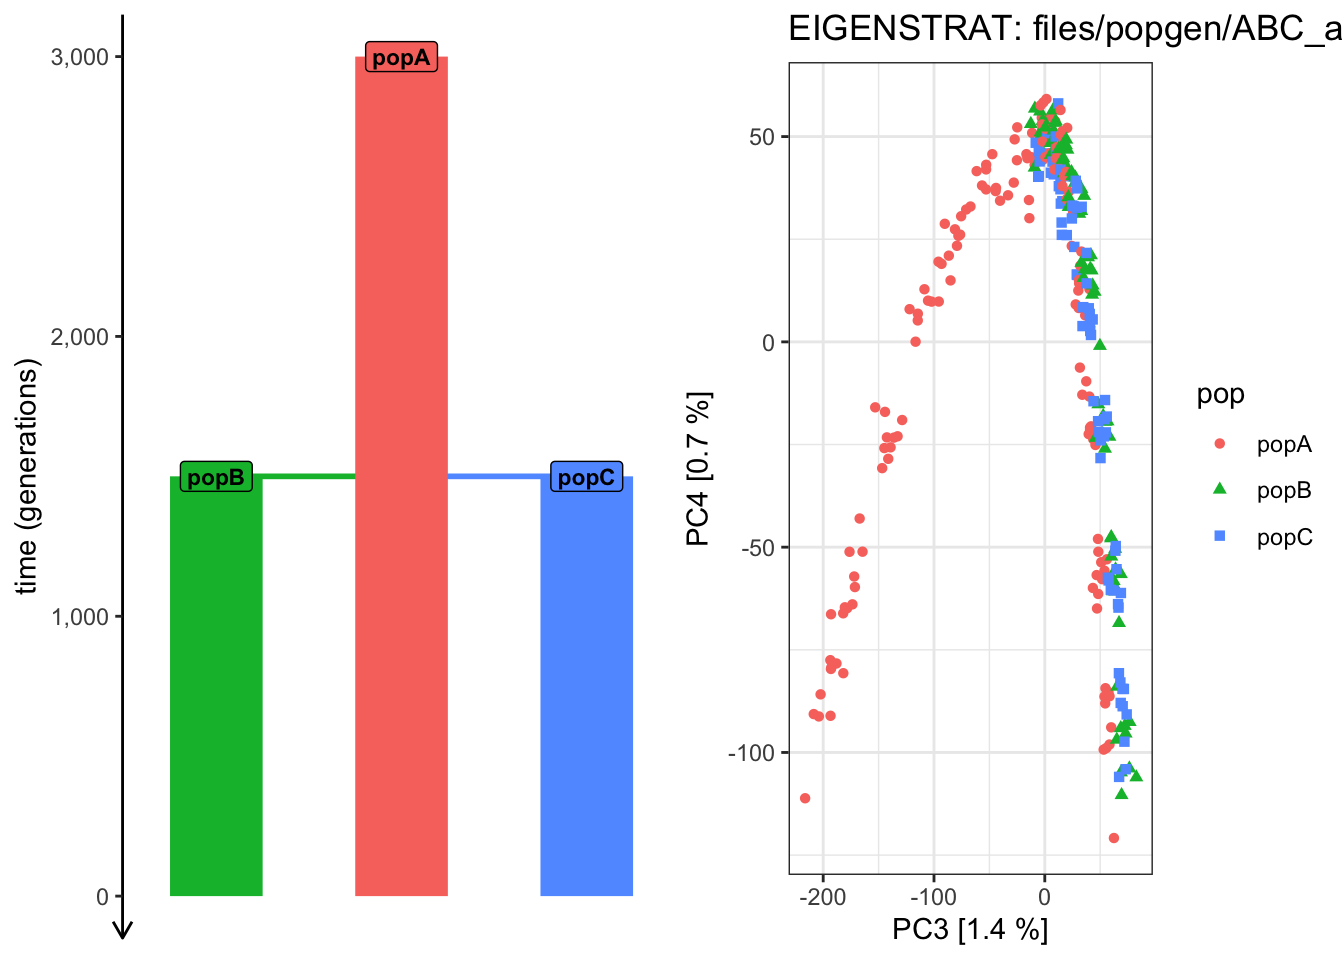 time (generations)
3,000
2,000
1,000
0
popA
popB
popC
EIGENSTRAT: files/popgen/ABC_a
PC4 [0.7 %]
50
0
-50
-100
-200
-100
0
PC3 [1.4 %]
pop
popA
popB
popC